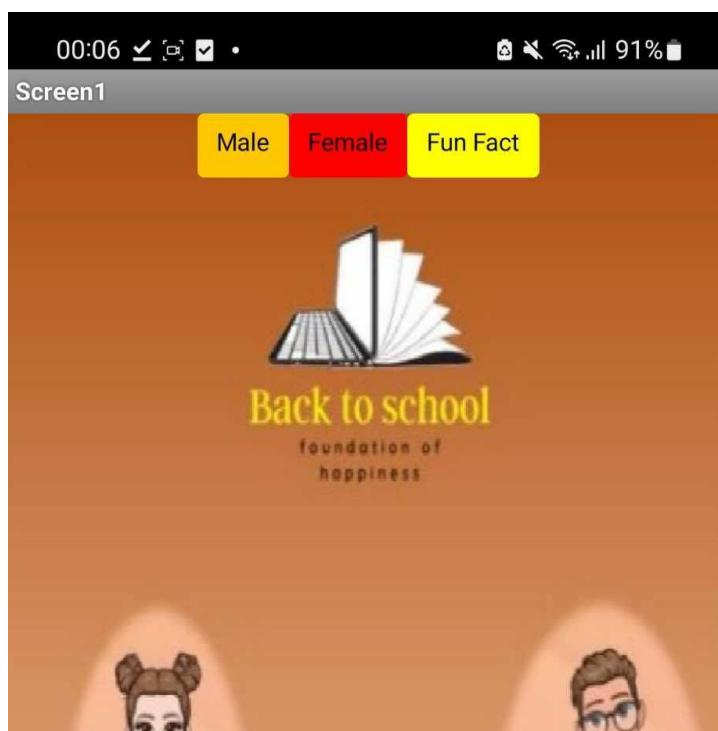 00:06 91%
Screen1
Male Female Fun Fact
Back to school
foundation of
happiness